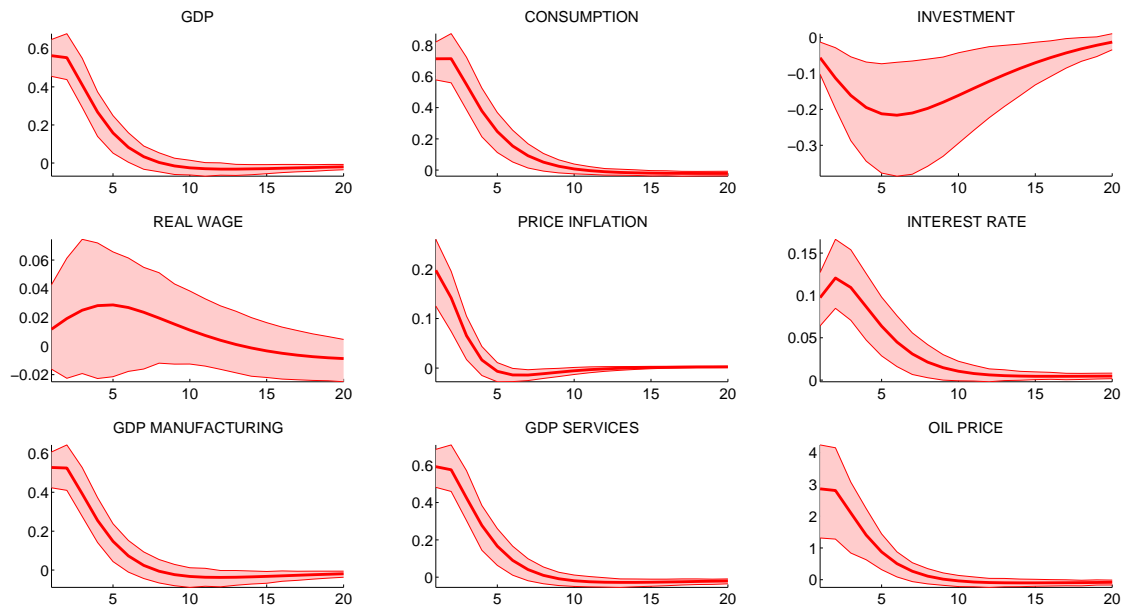 GDP
0.6
0.4
0.2
0
5 10 15 20
CONSUMPTION
0.8
0.6
0.4
0.2
0
5 10 15 20
INVESTMENT
0
−0.1
−0.2
−0.3
5 10 15 20
REAL WAGE
0.06
0.04
0.02
0
−0.02
5 10 15 20
PRICE INFLATION
0.2
0.1
0
5 10 15 20
INTEREST RATE
0.15
0.1
0.05
0
5 10 15 20
GDP MANUFACTURING
0.6
0.4
0.2
0
5 10 15 20
GDP SERVICES
0.6
0.4
0.2
0
5 10 15 20
OIL PRICE
4
3
2
1
0
5 10 15 20